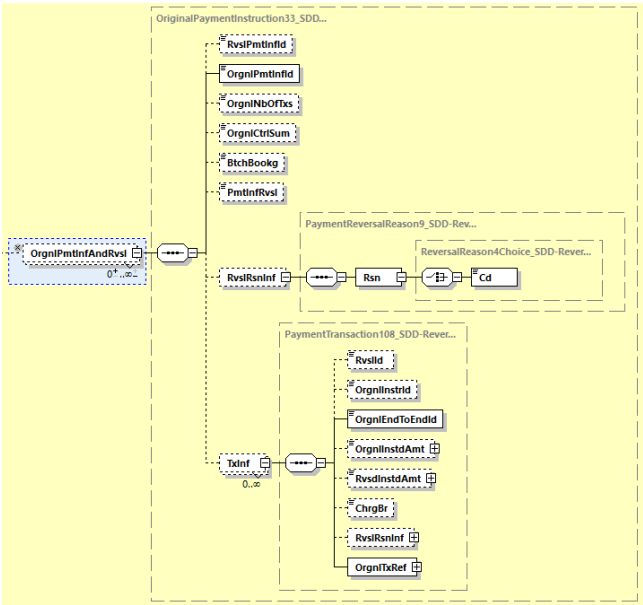 OriginalPaymentInstruction33_SDD...
RvslPmtInfId
OrgnlPmtInfId
OrgnlNbOfTxs
OrgnlCtrlSum
BtchBookg
PmtInfRvsl
PaymentReversalReason9_SDD-Rev...
OrgnlPmtInfAndRvsl
0..∞
ReversalReason4Choice_SDD-Rever...
RvslRsnInf
Rsn
Cd
PaymentTransaction108_SDD-Rever...
RvslId
OrgnlInstrId
OrgnlEndToEndId
OrgnlInstdAmt
TxInf
0..∞
RvsdInstdAmt
ChrgBr
RvslRsnInf
OrgnlTxRef